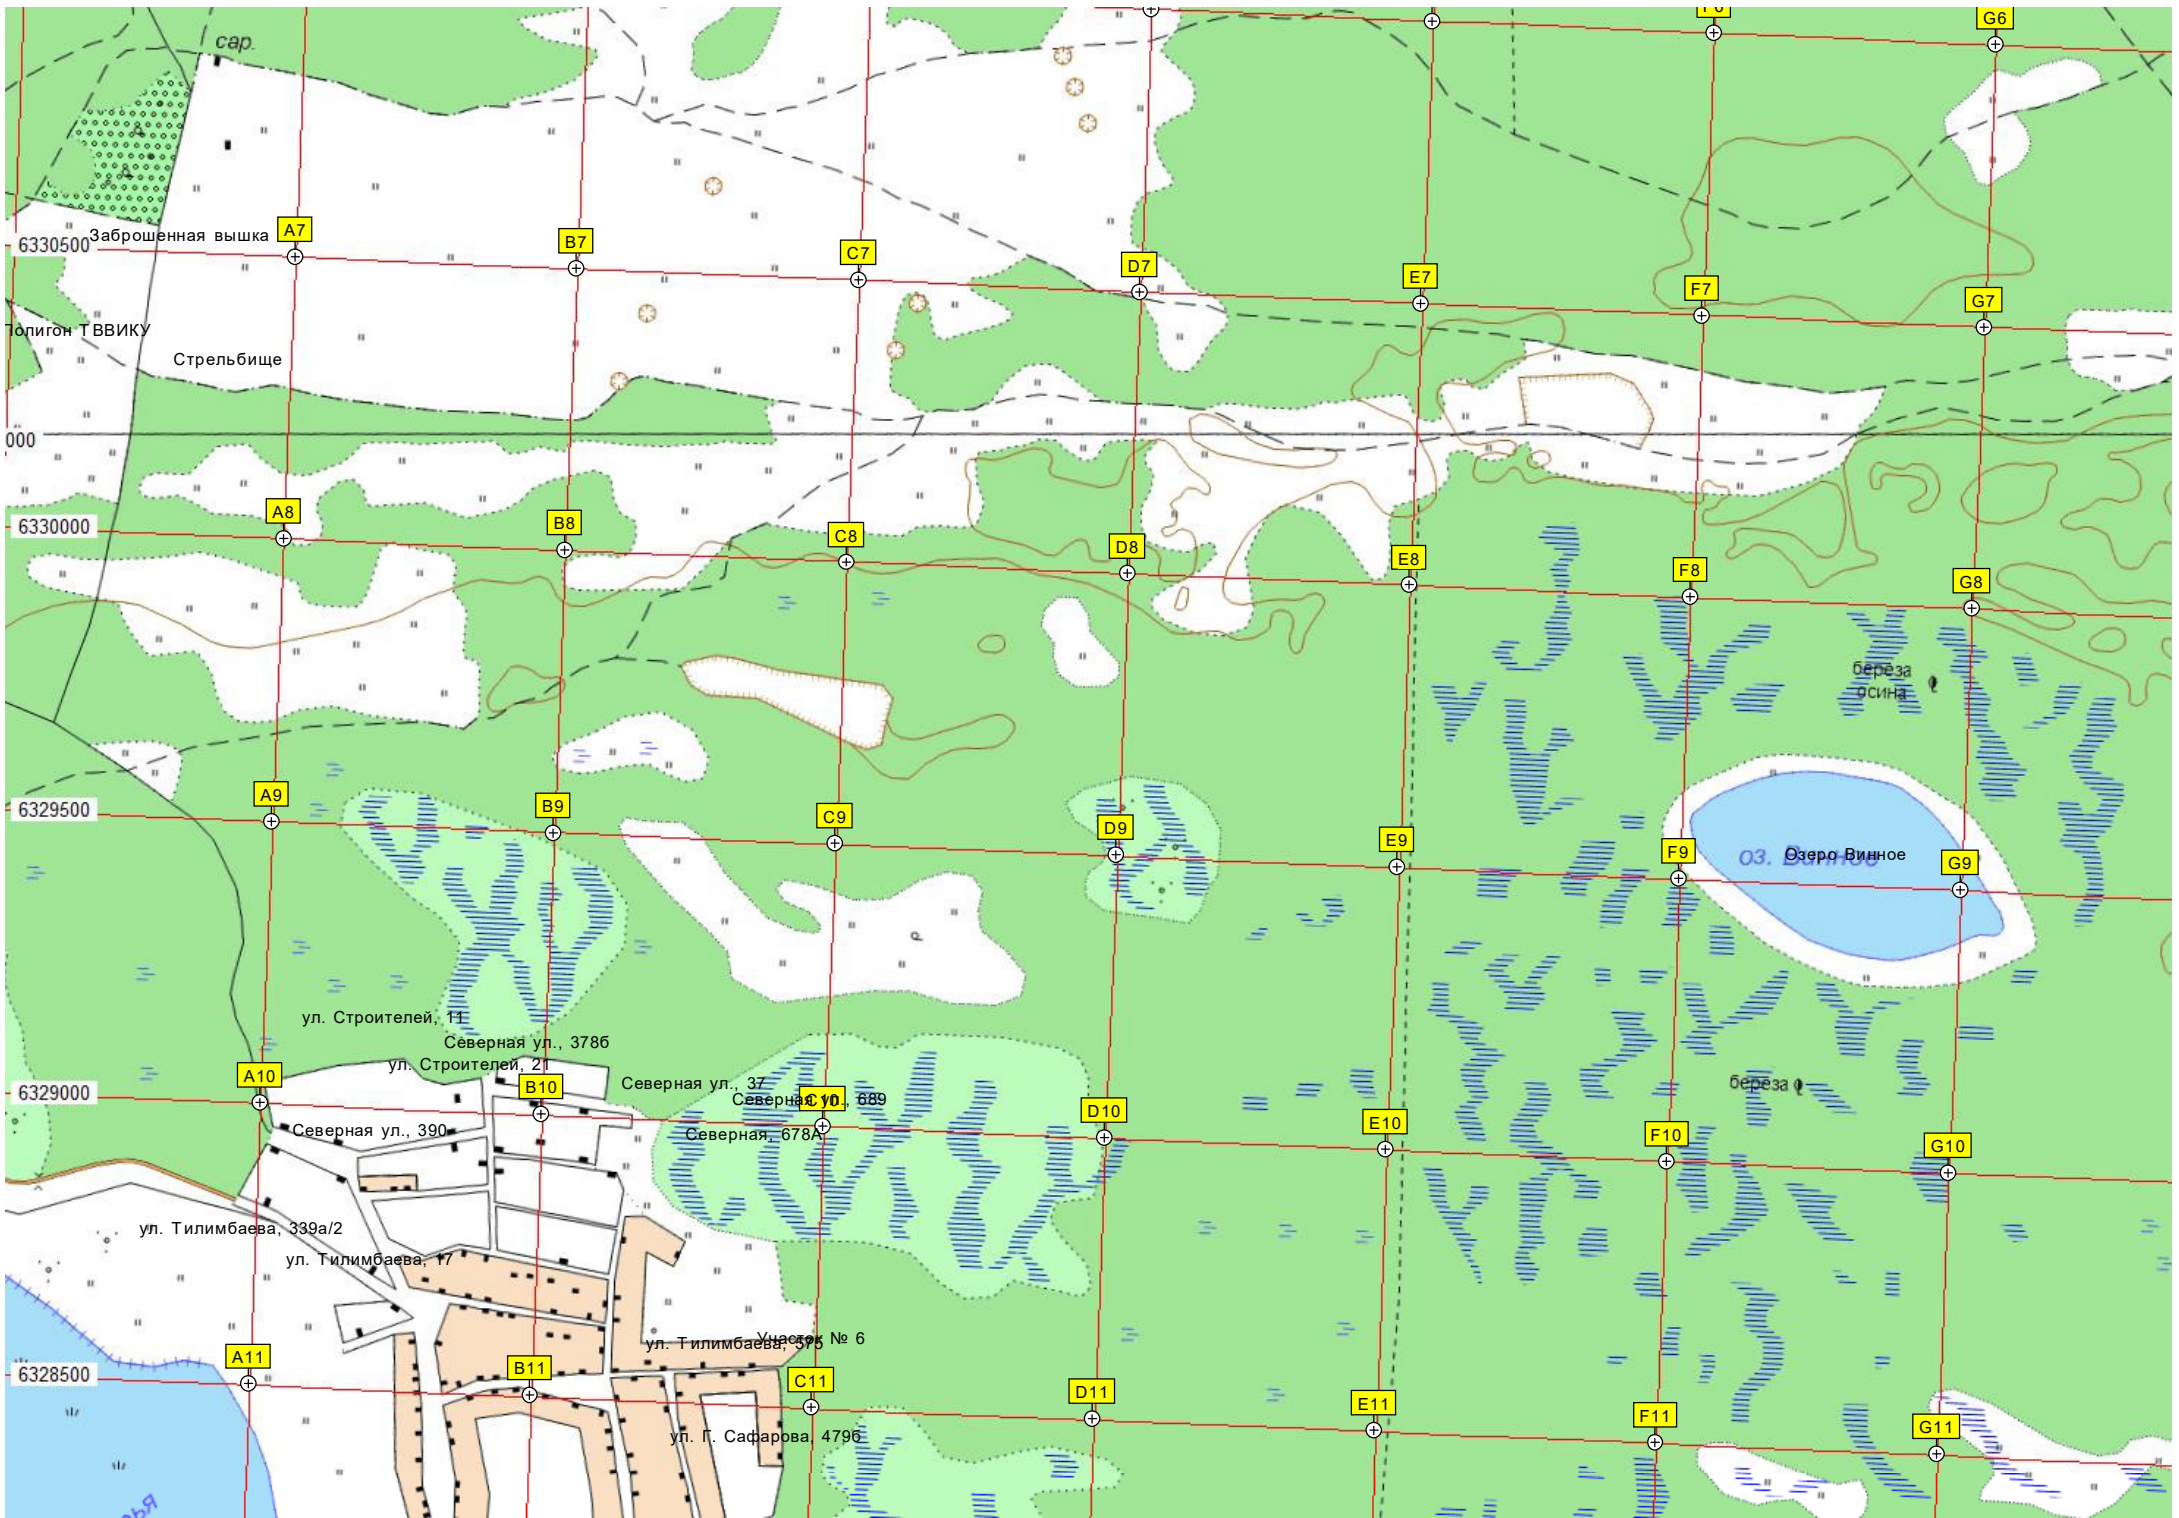 G6
сар.
Заброшенная вышка
6330500
A7
B7
C7
D7
E7
F7
G7
Полигон ТВВИКУ
Стрельбище
000
6330000
A8
B8
C8
D8
E8
F8
G8
берёза
осина
6329500
A9
B9
C9
D9
E9
F9
G9
оз. Винное
Озеро Винное
ул. Строителей, 11
Северная ул., 378б
ул. Строителей, 21
Северная ул., 37
Северная ул., 689
берёза
6329000
A10
B10
C10
D10
E10
F10
G10
Северная ул., 390
Северная, 678А
ул. Тилимбаева, 339а/2
ул. Тилимбаева, 17
Участок № 6
ул. Тилимбаева, 575
6328500
A11
B11
C11
D11
E11
F11
G11
ул. Г. Сафарова, 479б